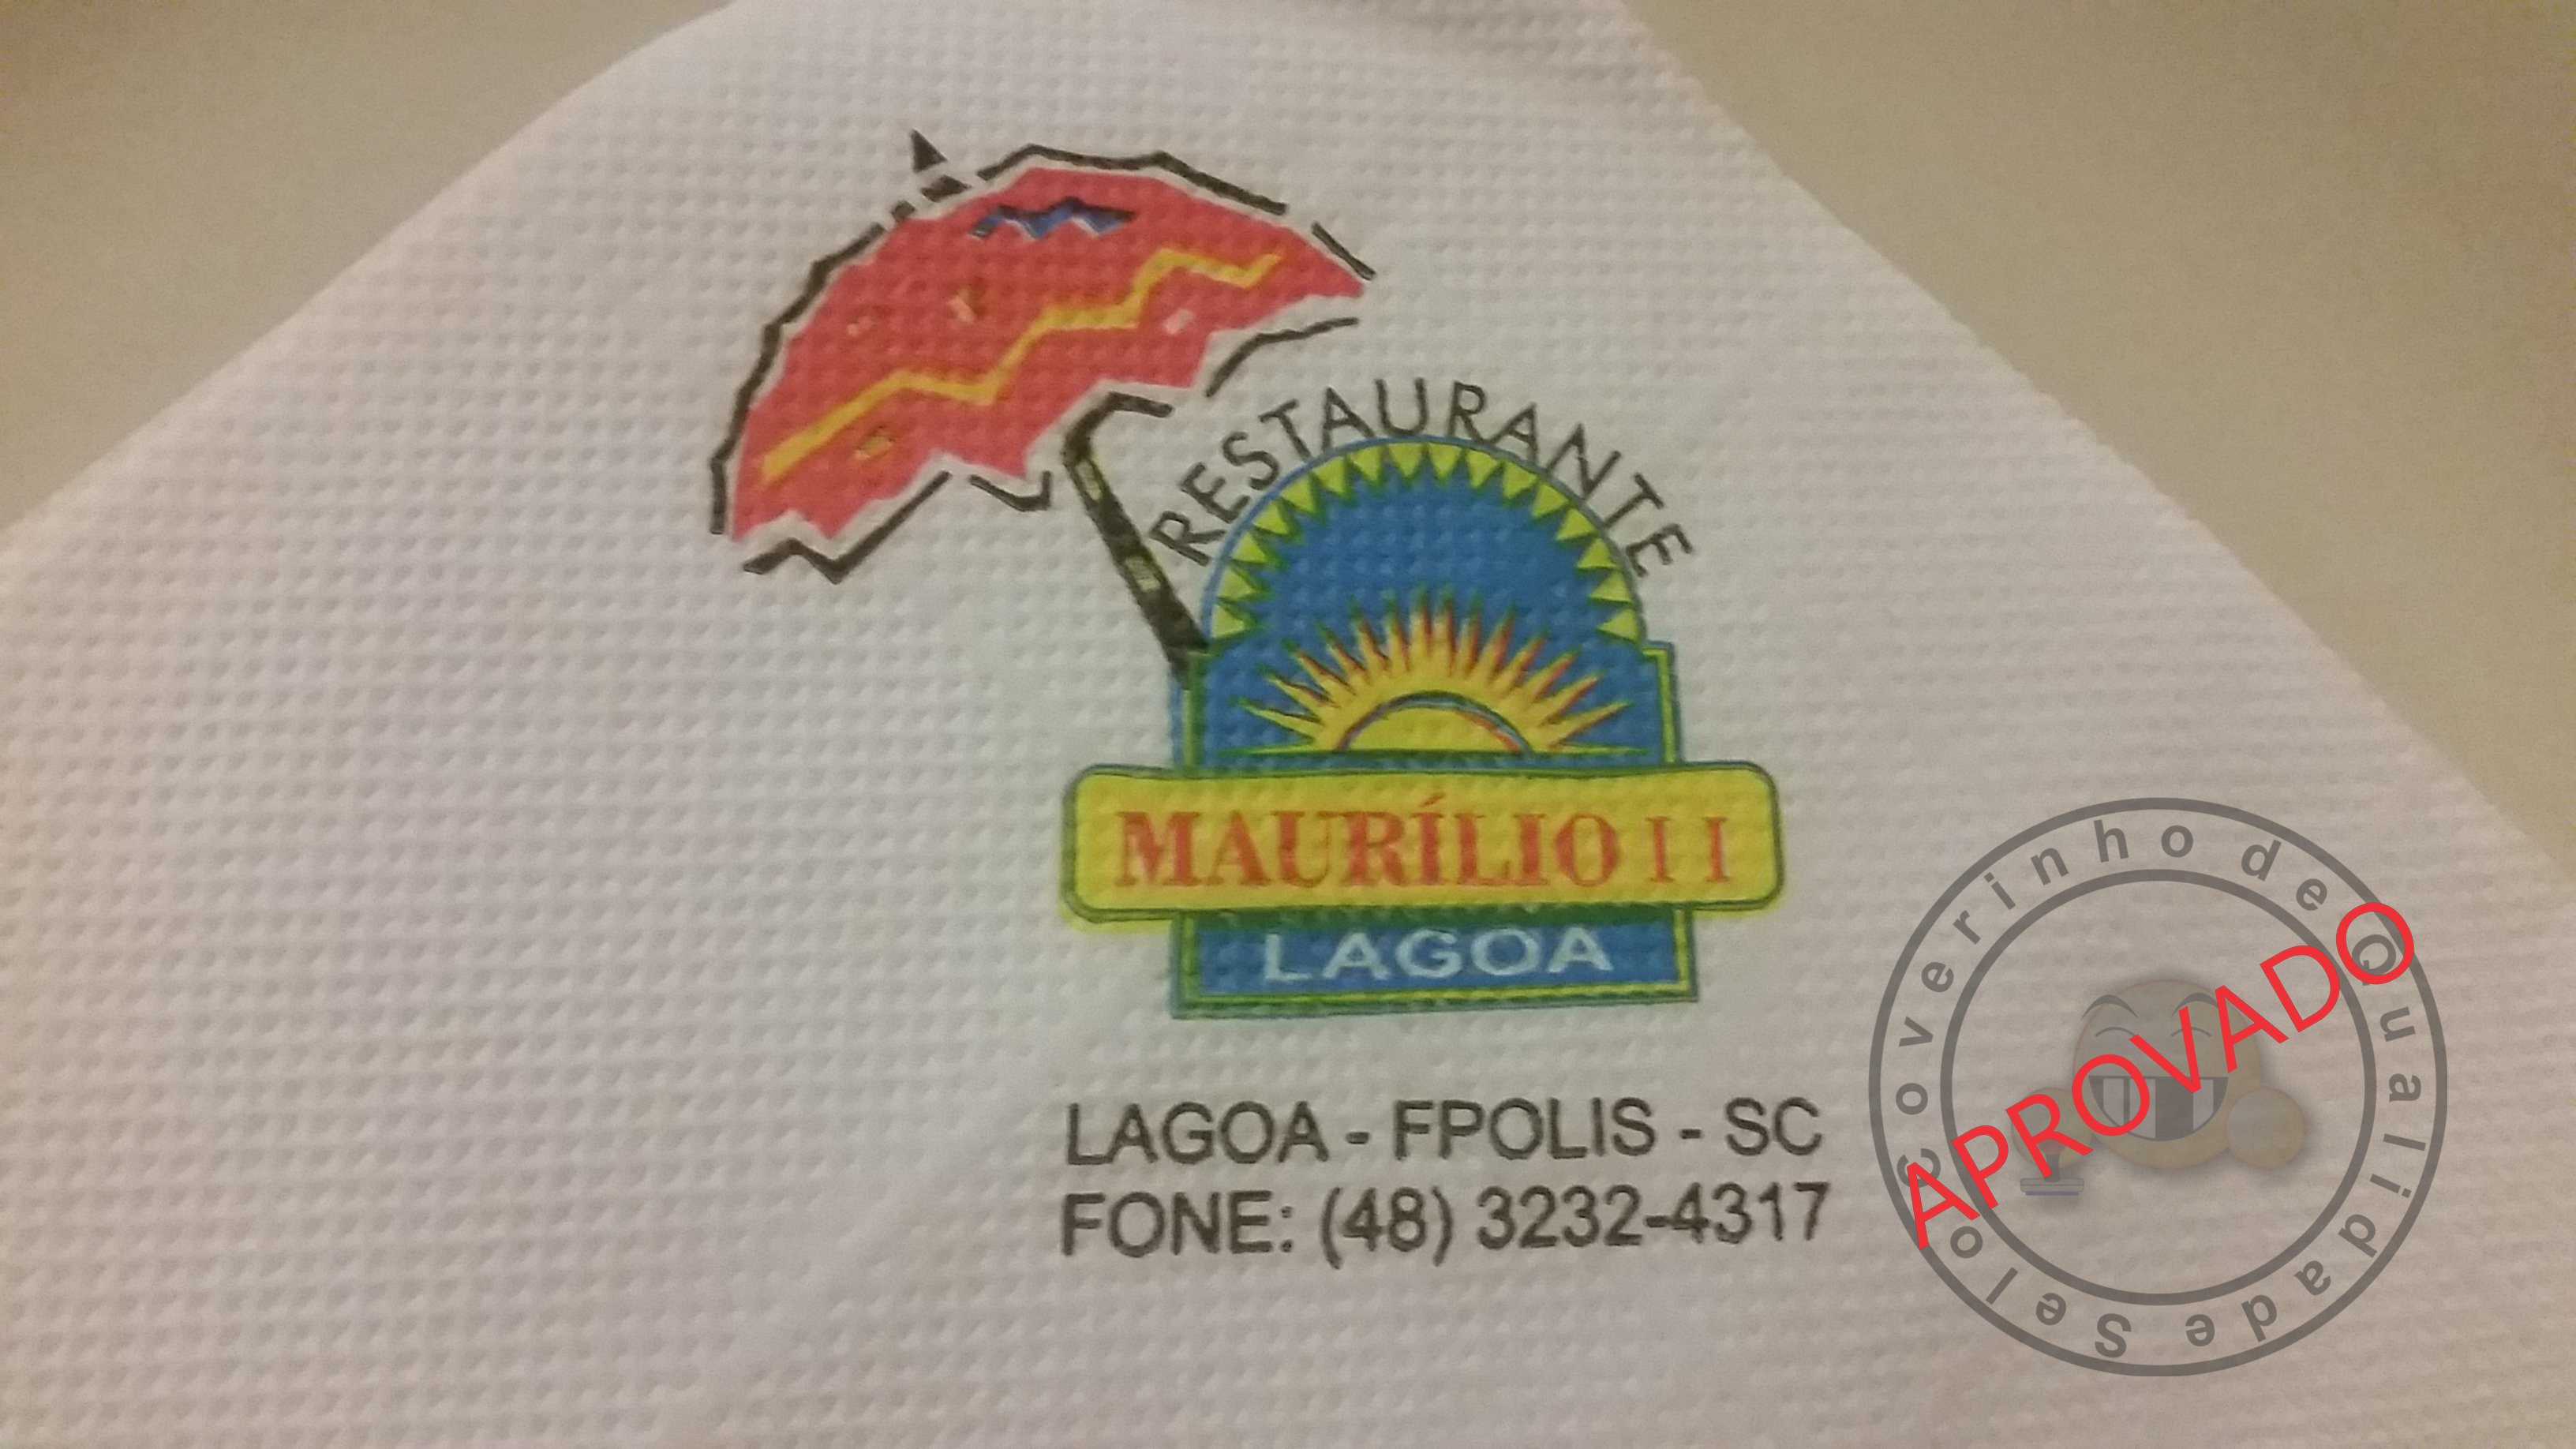 RESTAURANTE
MAURÍLIO II
LAGOA
LAGOA - FPOLIS - SC
FONE: (48) 3232-4317
Selo Coverinho de Qualidade
APROVADO